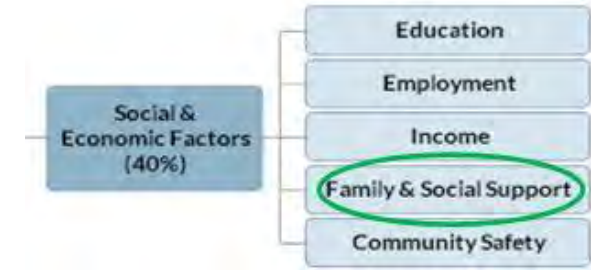 Social &
Economic Factors
(40%)
Education
Employment
Income
Family & Social Support
Community Safety